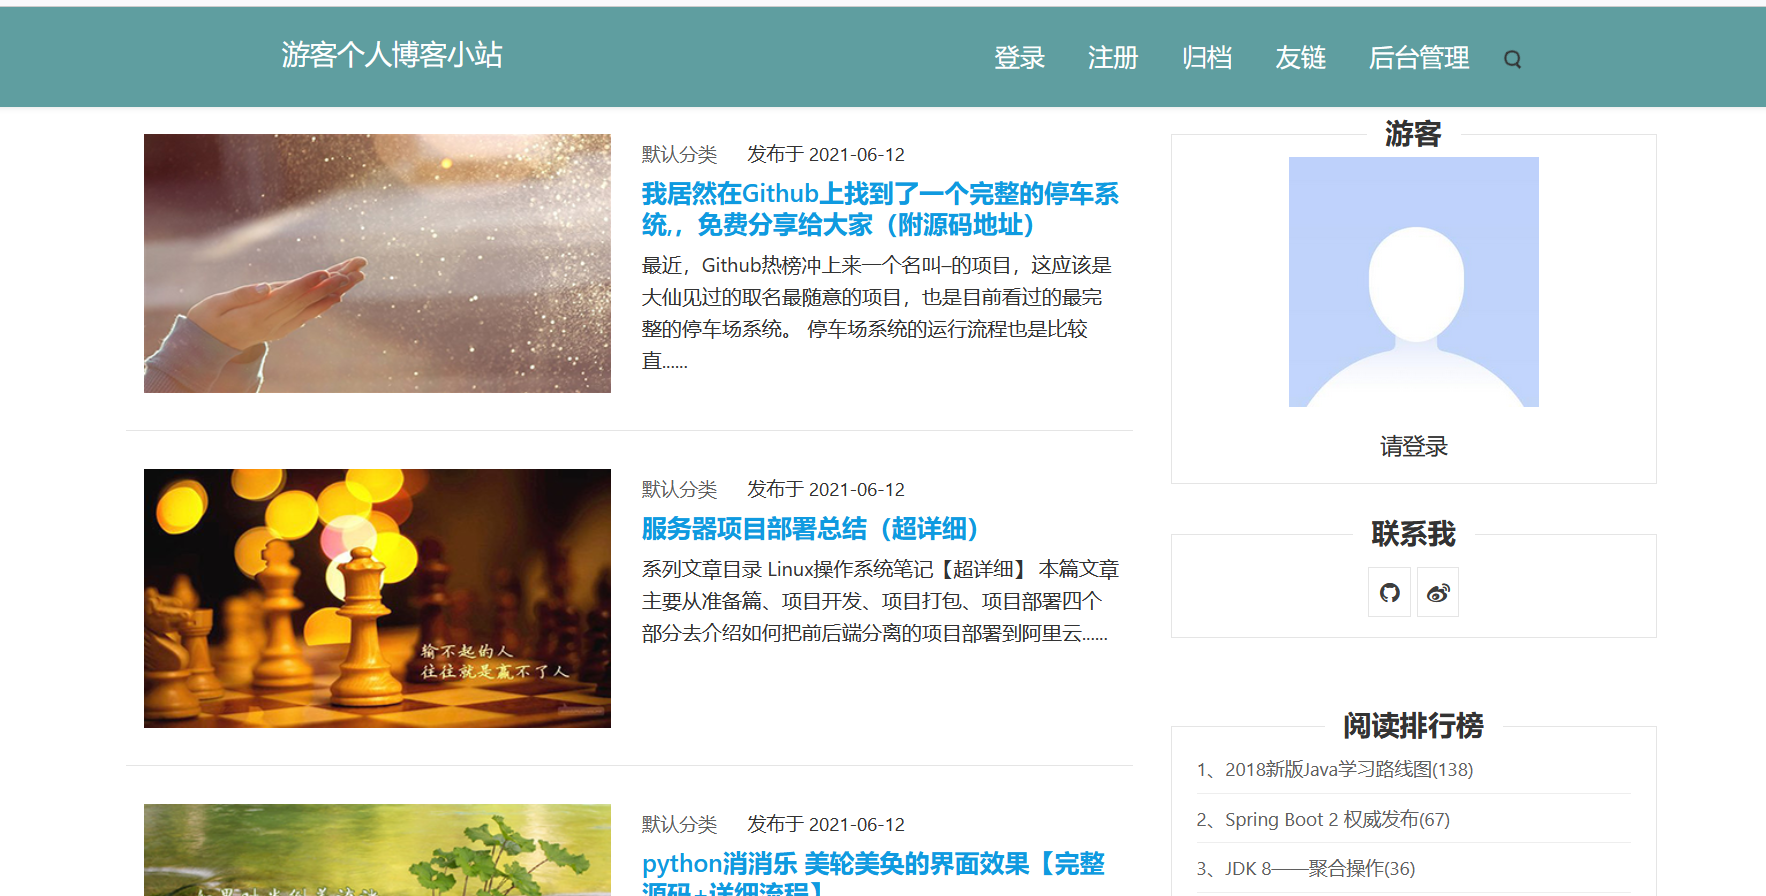 游客个人博客小站
登录 注册 归档 友链 后台管理
默认分类 发布于 2021-06-12
我居然在Github上找到了一个完整的停车系
统,，免费分享给大家（附源码地址）
最近，Github热榜冲上来一个名叫–的项目，这应该是
大仙见过的取名最随意的项目，也是目前看过的最完
整的停车场系统。 停车场系统的运行流程也是比较
直......
输不起的人
往往就是赢不了人
默认分类 发布于 2021-06-12
服务器项目部署总结（超详细）
系列文章目录 Linux操作系统笔记【超详细】 本篇文章
主要从准备篇、项目开发、项目打包、项目部署四个
部分去介绍如何把前后端分离的项目部署到阿里云......
默认分类 发布于 2021-06-12
python消消乐 美轮美奂的界面效果【完整
源码+详细流程】
游客
请登录
联系我
阅读排行榜
1、2018新版Java学习路线图(138)
2、Spring Boot 2 权威发布(67)
3、JDK 8——聚合操作(36)